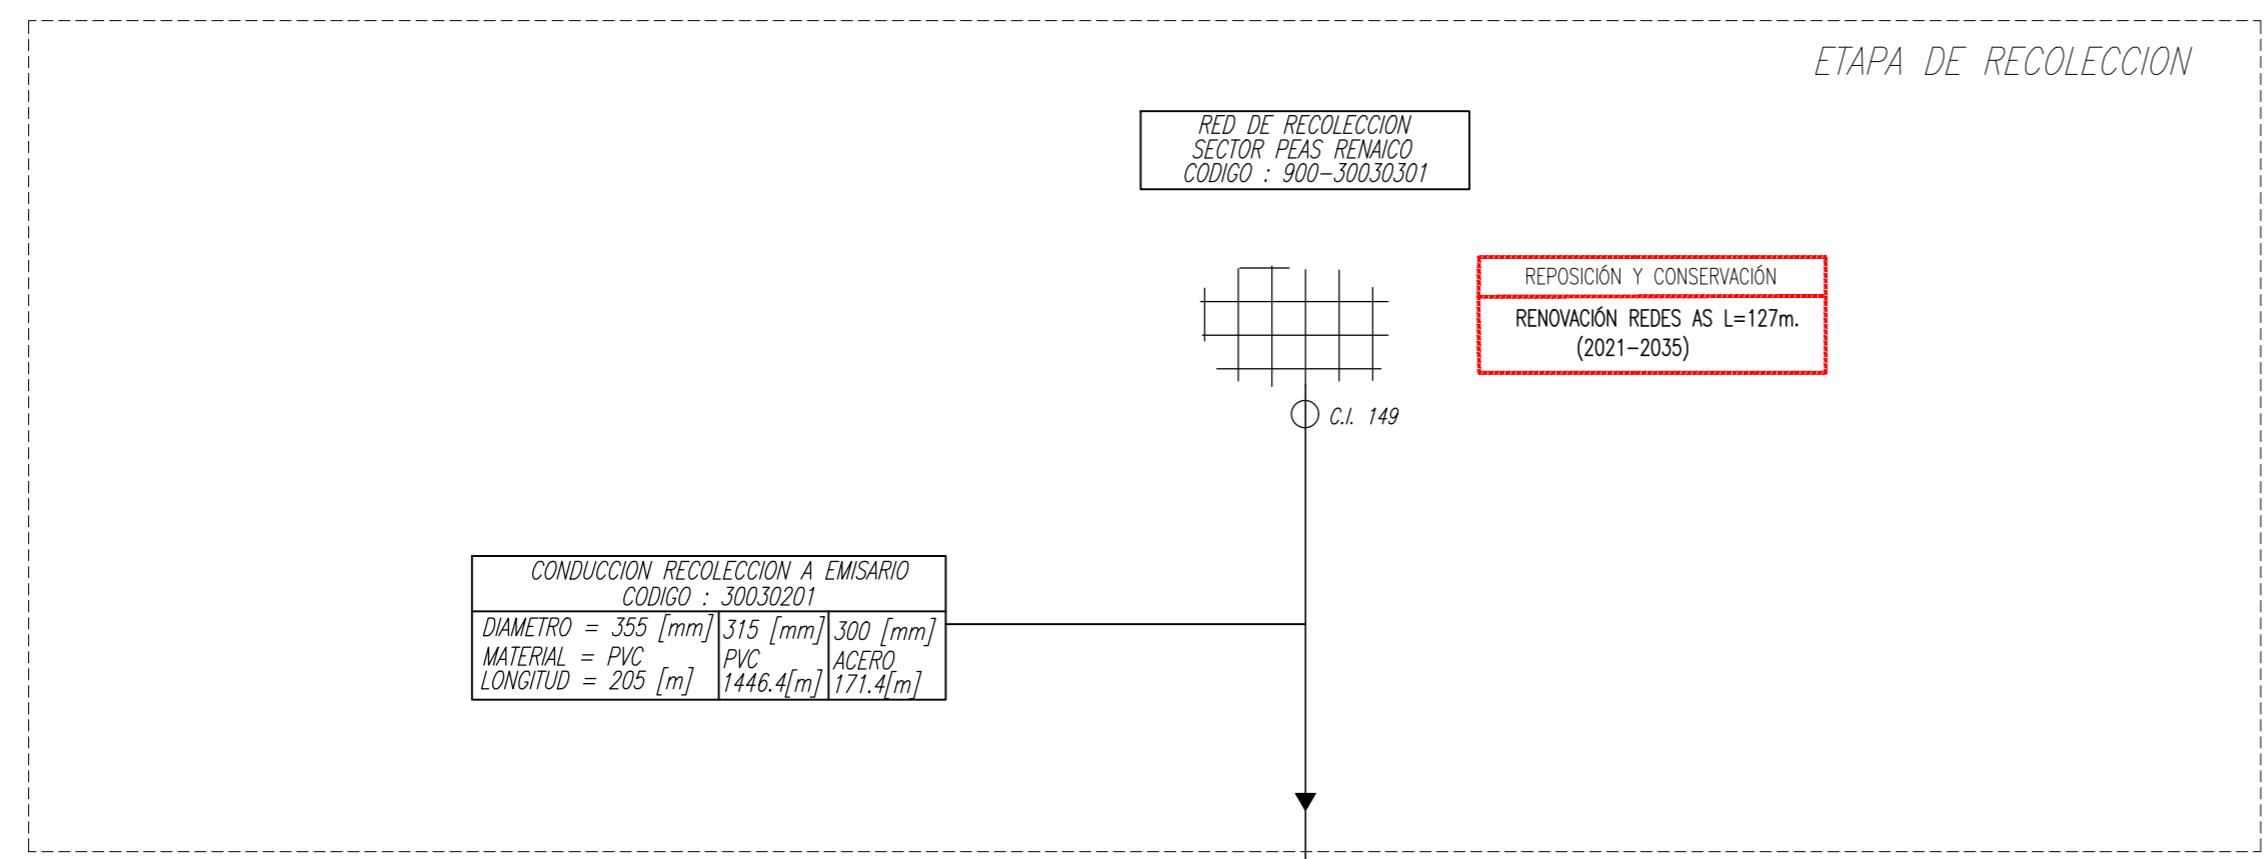 ETAPA DE RECOLECCION
RED DE RECOLECCION
SECTOR PEAS RENAICO
CODIGO : 900-30030301
REPOSICIÓN Y CONSERVACIÓN
RENOVACIÓN REDES AS L=127m.
(2021-2035)
C.I. 149
CONDUCCION RECOLECCION A EMISARIO
CODIGO : 30030201
DIAMETRO = 355 [mm] 315 [mm] 300 [mm]
MATERIAL = PVC PVC ACERO
LONGITUD = 205 [m] 1446.4[m] 171.4[m]